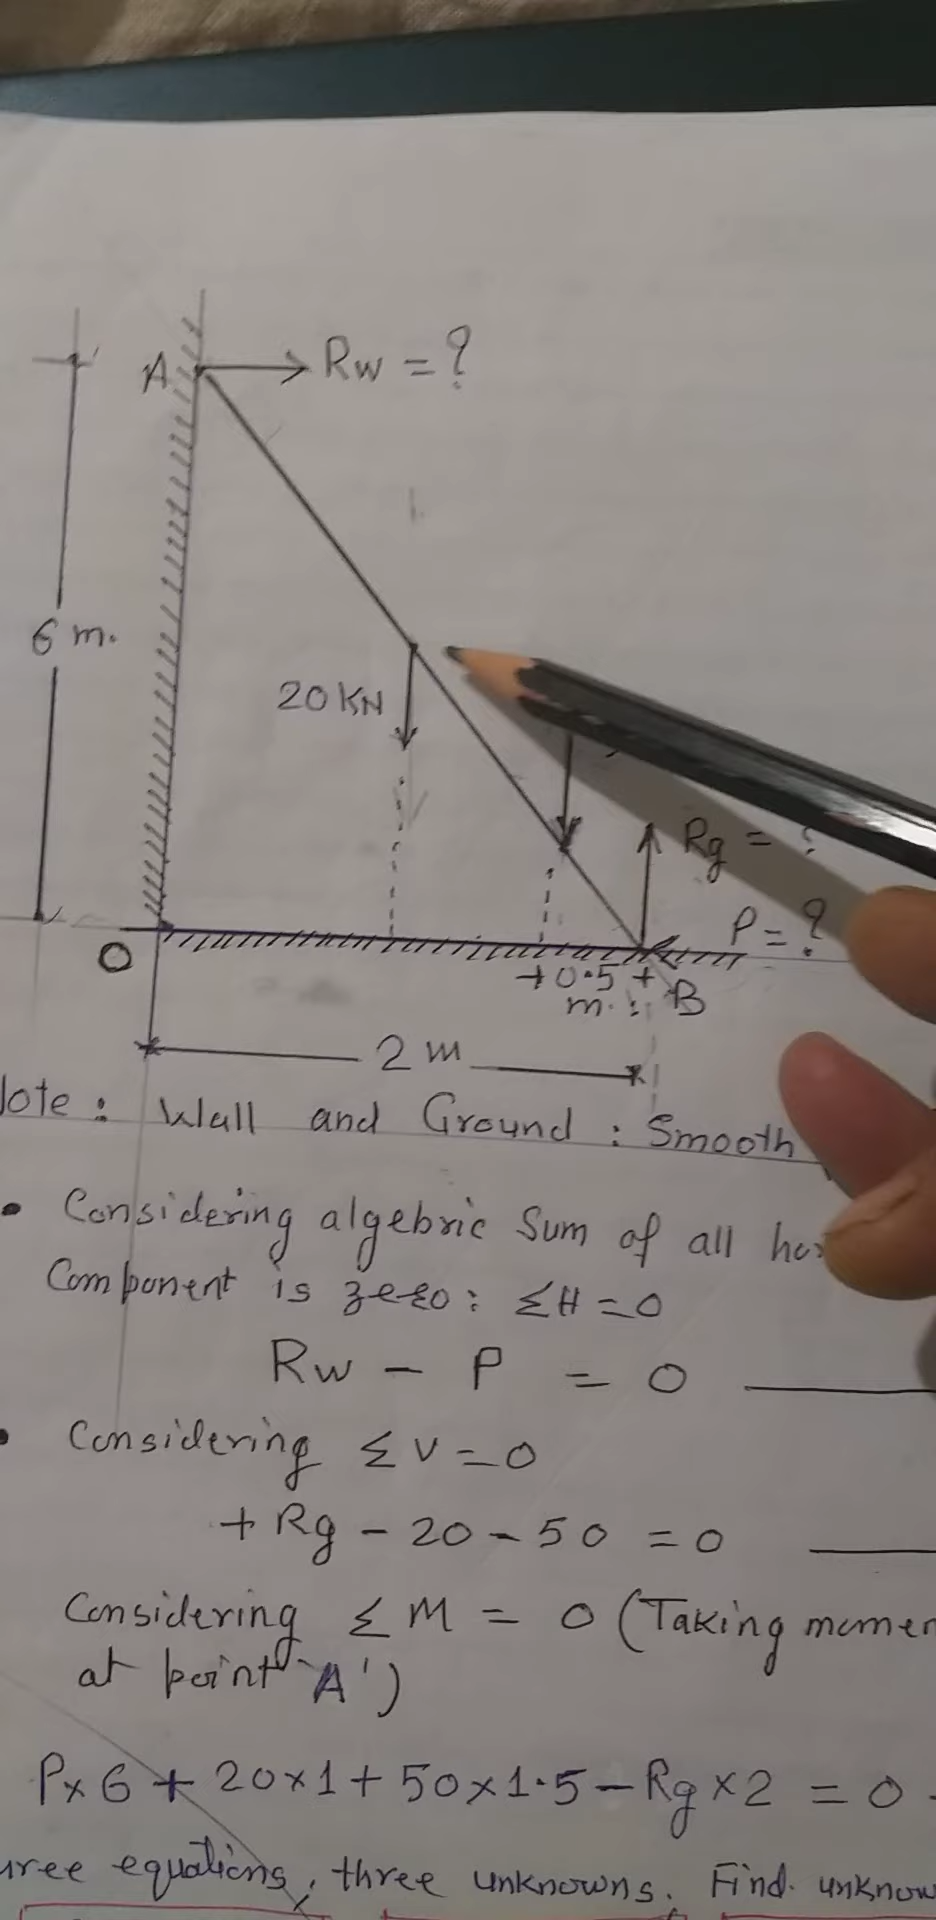 A
Rw = ?
6 m.
20 KN
Rg = ?
P = ?
O
0.5
m.
B
2 m
Note: Wall and Ground : Smooth
• Considering algebric Sum of all
Component is zero: ΣH=0
Rw − P = 0
• Considering ΣV=0
+ Rg − 20 − 50 = 0
Considering ΣM = 0 (Taking
at point 'A')
P×6 + 20×1 + 50×1.5 − Rg×2 = 0
equations, three unknowns. Find